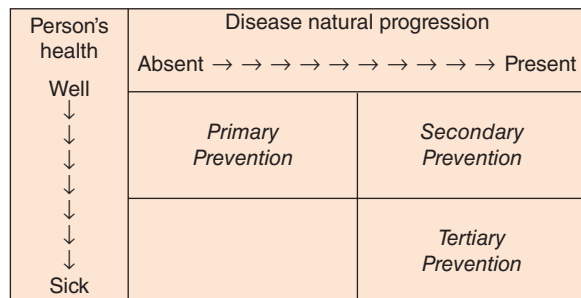 Person's
health
Well
↓
↓
↓
↓
↓
↓
↓
Sick
Disease natural progression
Absent → → → → → → → → → → Present
Primary
Prevention
Secondary
Prevention
Tertiary
Prevention